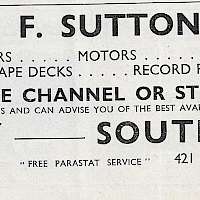 F. SUTTON
RS . . . . . MOTORS . . . . .
APE DECKS . . . . . RECORD
E CHANNEL OR ST
S AND CAN ADVISE YOU OF THE BEST AVA
SOUT
" FREE PARASTAT SERVICE " 421